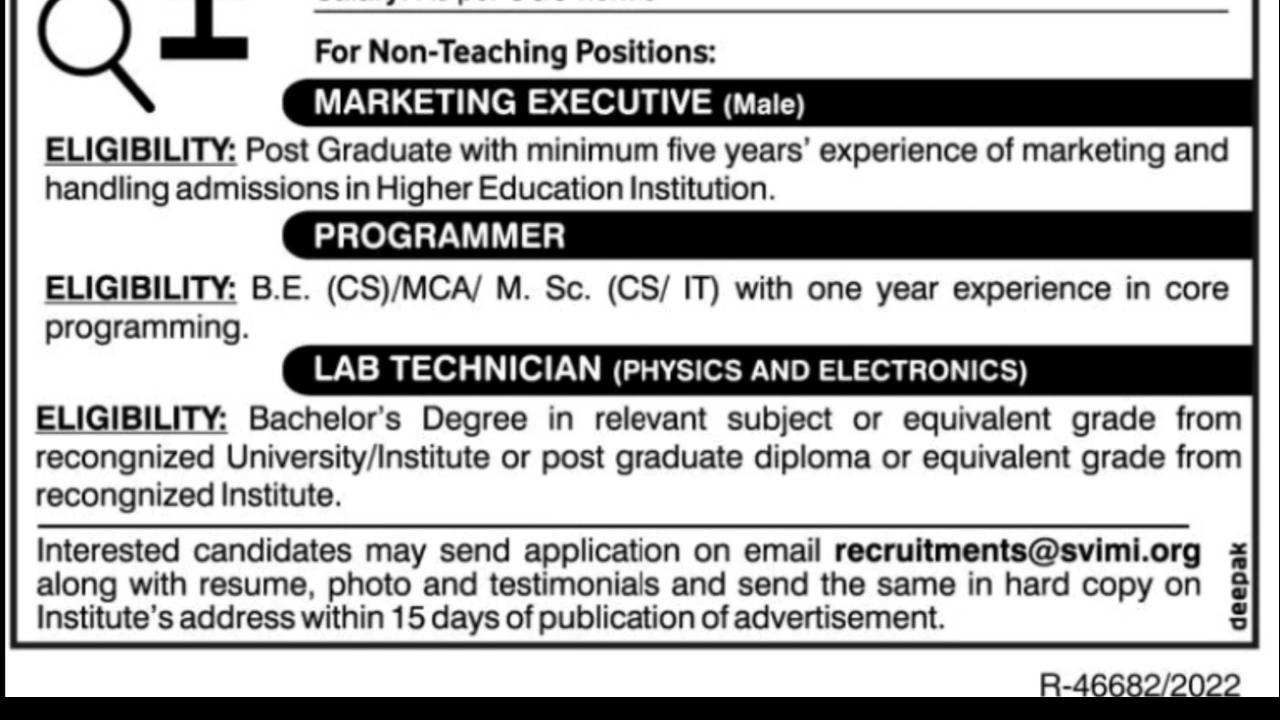 For Non-Teaching Positions:
MARKETING EXECUTIVE (Male)
ELIGIBILITY: Post Graduate with minimum five years’ experience of marketing and
handling admissions in Higher Education Institution.
PROGRAMMER
ELIGIBILITY: B.E. (CS)/MCA/ M. Sc. (CS/ IT) with one year experience in core
programming.
LAB TECHNICIAN (PHYSICS AND ELECTRONICS)
ELIGIBILITY: Bachelor’s Degree in relevant subject or equivalent grade from
recongnized University/Institute or post graduate diploma or equivalent grade from
recongnized Institute.
Interested candidates may send application on email recruitments@svimi.org
along with resume, photo and testimonials and send the same in hard copy on
Institute’s address within 15 days of publication of advertisement.
deepak
R-46682/2022